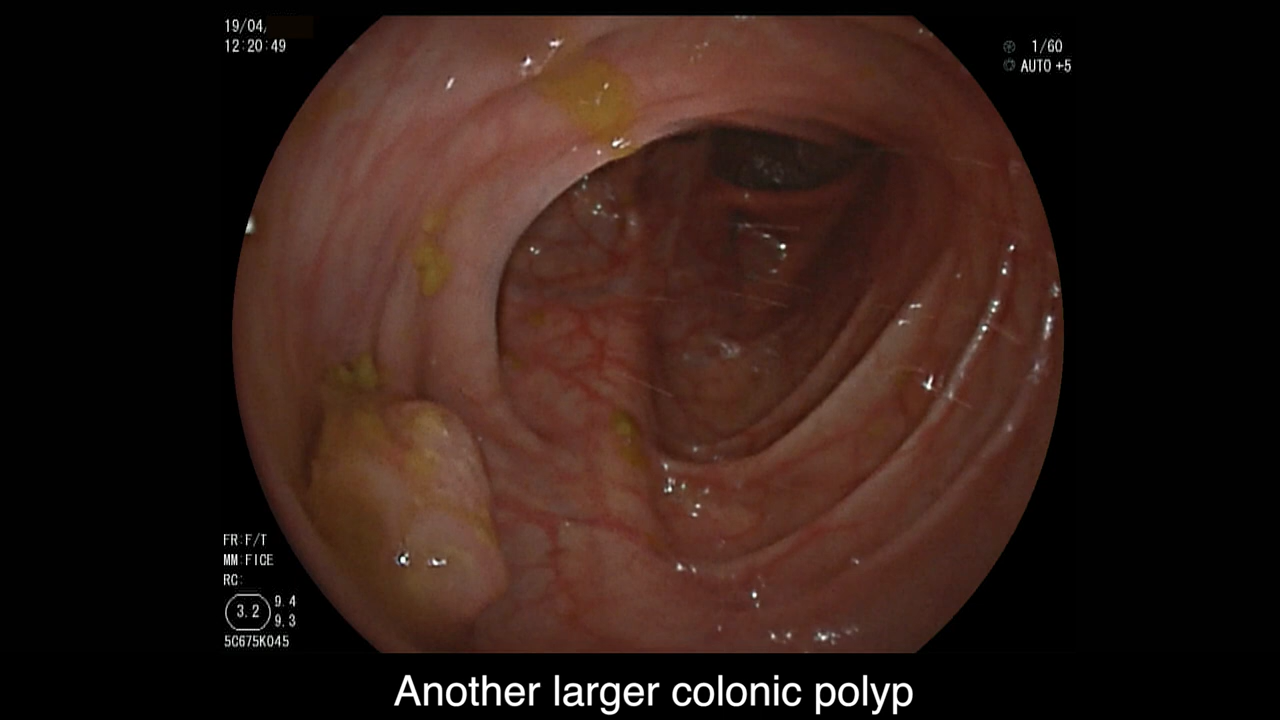 19/04/
12:20:49
1/60
AUTO +5
FR:F/T
MM:FICE
RC:
3.2
9.4
9.3
5C675K045
Another larger colonic polyp